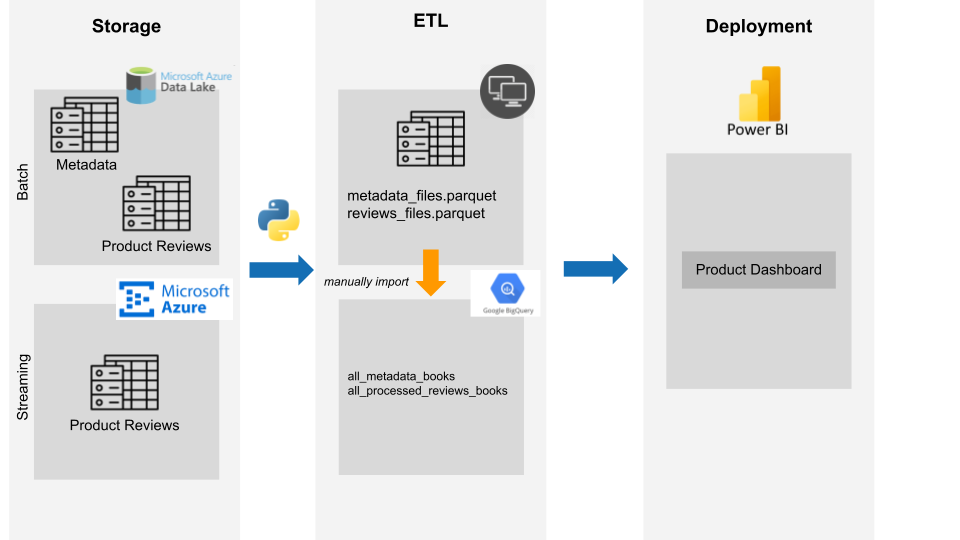 Storage
Microsoft Azure
Data Lake
Batch
Metadata
Product Reviews
Microsoft
Azure
Streaming
Product Reviews
ETL
metadata_files.parquet
reviews_files.parquet
manually import
Google BigQuery
all_metadata_books
all_processed_reviews_books
Deployment
Power BI
Product Dashboard